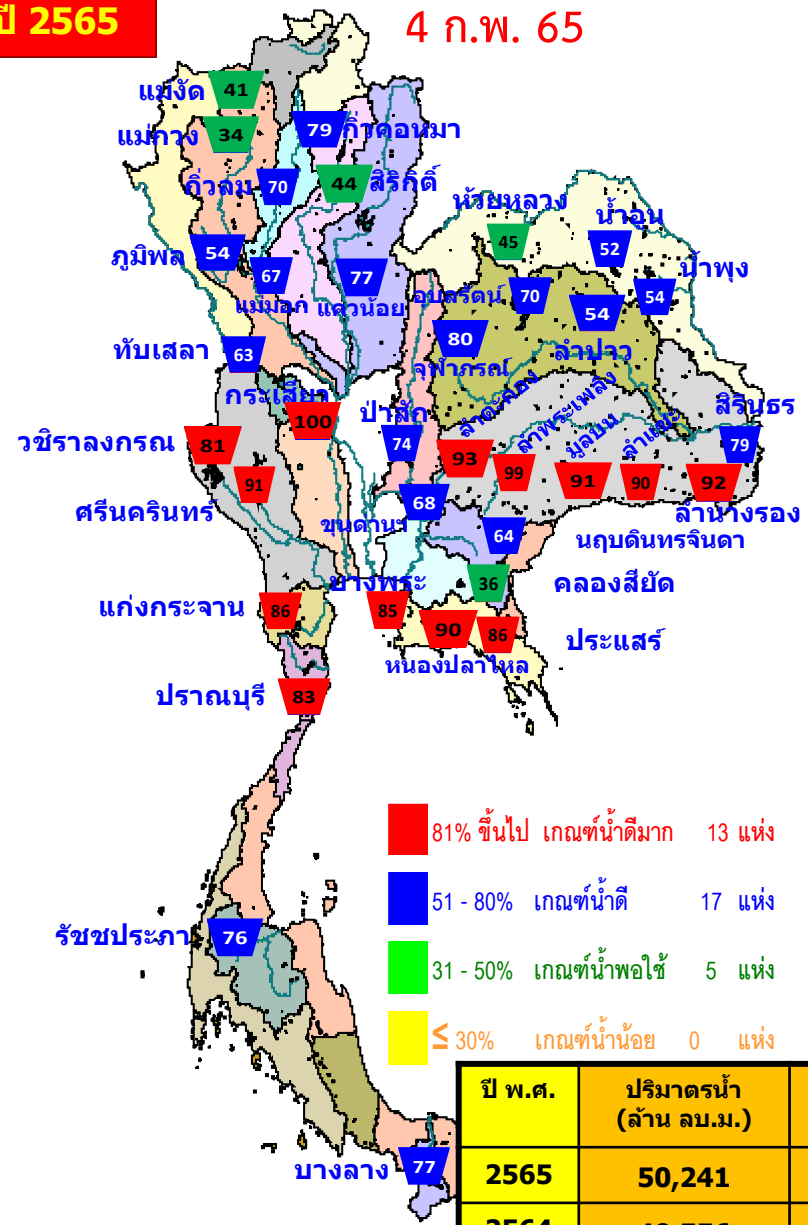 ปี 2565
4 ก.พ. 65
แม่งัด 41
แม่กวง 34
79 กิ่วคอหมา
กิ่วลม 70
44 สิริกิติ์
ห้วยหลวง 45
น้ำอูน 52
ภูมิพล 54
67 แม่มอก
77 แควน้อย
น้ำพุง 54
อุบลรัตน์ 70
54 ลำปาว
80 จุฬาภรณ์
ทับเสลา 63
กระเสียว 100
ป่าสัก 74
ลำตะคอง 93
ลำพระเพลิง 99
มูลบน 91
ลำแชะ 90
สิรินธร 79
วชิราลงกรณ 81
91
ศรีนครินทร์
92 ลำนางรอง
68 ขุนด่านฯ
64 นฤบดินทรจินดา
บางพระ 85
36 คลองสียัด
แก่งกระจาน 86
90 หนองปลาไหล
86 ประแสร์
ปราณบุรี 83
81% ขึ้นไป เกณฑ์น้ำดีมาก 13 แห่ง
51 - 80% เกณฑ์น้ำดี 17 แห่ง
รัชชประภา 76
31 - 50% เกณฑ์น้ำพอใช้ 5 แห่ง
≤ 30% เกณฑ์น้ำน้อย 0 แห่ง
ปี พ.ศ. ปริมาตรน้ำ
(ล้าน ลบ.ม.)
บางลาง 77
2565 50,241
2564